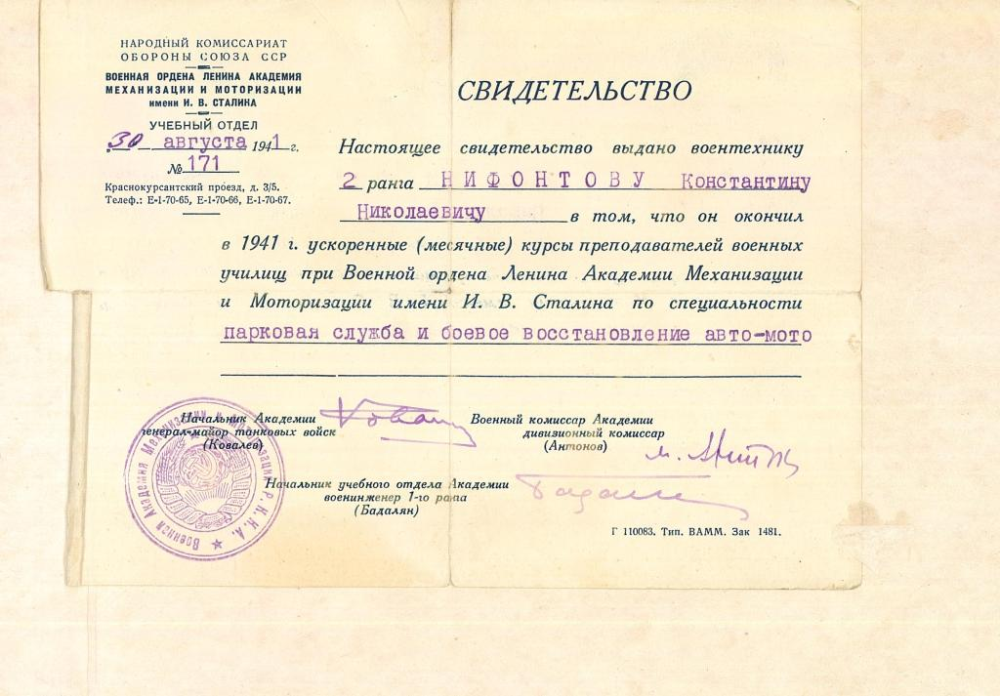 НАРОДНЫЙ КОМИССАРИАТ
ОБОРОНЫ СОЮЗА ССР
ВОЕННАЯ ОРДЕНА ЛЕНИНА АКАДЕМИЯ
МЕХАНИЗАЦИИ И МОТОРИЗАЦИИ
имени И. В. СТАЛИНА
УЧЕБНЫЙ ОТДЕЛ
30 августа 1941 г.
№ 171
Краснокурсантский проезд, д. 3/5.
Телеф.: Е-1-70-65, Е-1-70-66, Е-1-70-67.
СВИДЕТЕЛЬСТВО
Настоящее свидетельство выдано воентехнику
2 ранга НИФОНТОВУ Константину
Николаевичу в том, что он окончил
в 1941 г. ускоренные (месячные) курсы преподавателей военных
училищ при Военной ордена Ленина Академии Механизации
и Моторизации имени И. В. Сталина по специальности
парковая служба и боевое восстановление авто-мото
Начальник Академии
генерал-майор танковых войск
(Ковалев)
Военный комиссар Академии
дивизионный комиссар
(Антонов)
Начальник учебного отдела Академии
военинженер 1-го ранга
(Бадалян)
Военная Академия Механизации и Моторизации Р. К. К. А.
Г 110083. Тип. ВАММ. Зак 1481.